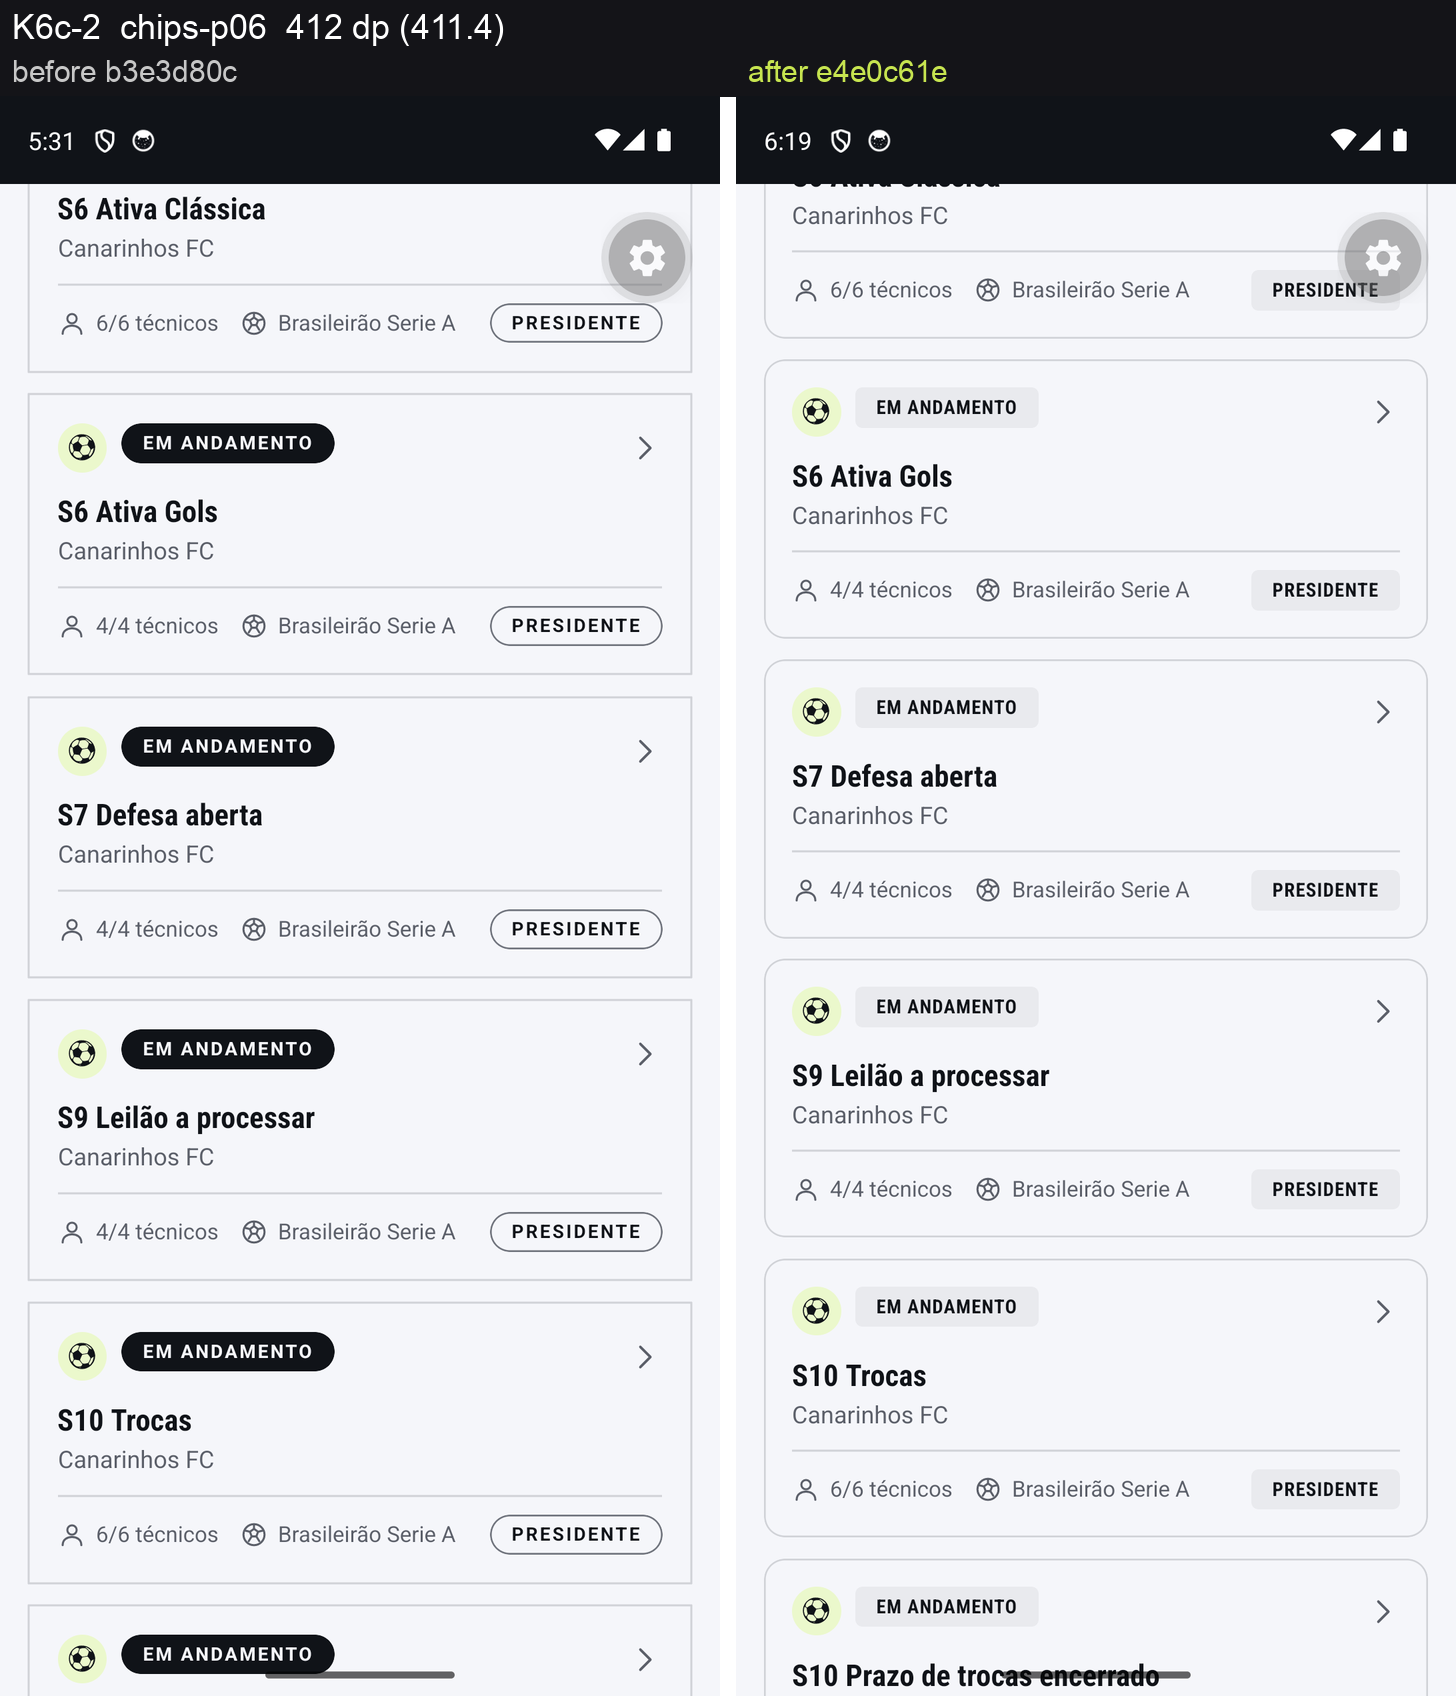 K6c-2 chips-p06 412 dp (411.4)
before b3e3d80c
5:31
S6 Ativa Clássica
Canarinhos FC
6/6 técnicos Brasileirão Serie A PRESIDENTE
EM ANDAMENTO
S6 Ativa Gols
Canarinhos FC
4/4 técnicos Brasileirão Serie A PRESIDENTE
EM ANDAMENTO
S7 Defesa aberta
Canarinhos FC
4/4 técnicos Brasileirão Serie A PRESIDENTE
EM ANDAMENTO
S9 Leilão a processar
Canarinhos FC
4/4 técnicos Brasileirão Serie A PRESIDENTE
EM ANDAMENTO
S10 Trocas
Canarinhos FC
6/6 técnicos Brasileirão Serie A PRESIDENTE
EM ANDAMENTO
after e4e0c61e
6:19
S6 Ativa Clássica
Canarinhos FC
6/6 técnicos Brasileirão Serie A PRESIDENTE
EM ANDAMENTO
S6 Ativa Gols
Canarinhos FC
4/4 técnicos Brasileirão Serie A PRESIDENTE
EM ANDAMENTO
S7 Defesa aberta
Canarinhos FC
4/4 técnicos Brasileirão Serie A PRESIDENTE
EM ANDAMENTO
S9 Leilão a processar
Canarinhos FC
4/4 técnicos Brasileirão Serie A PRESIDENTE
EM ANDAMENTO
S10 Trocas
Canarinhos FC
6/6 técnicos Brasileirão Serie A PRESIDENTE
EM ANDAMENTO
S10 Prazo de trocas encerrado